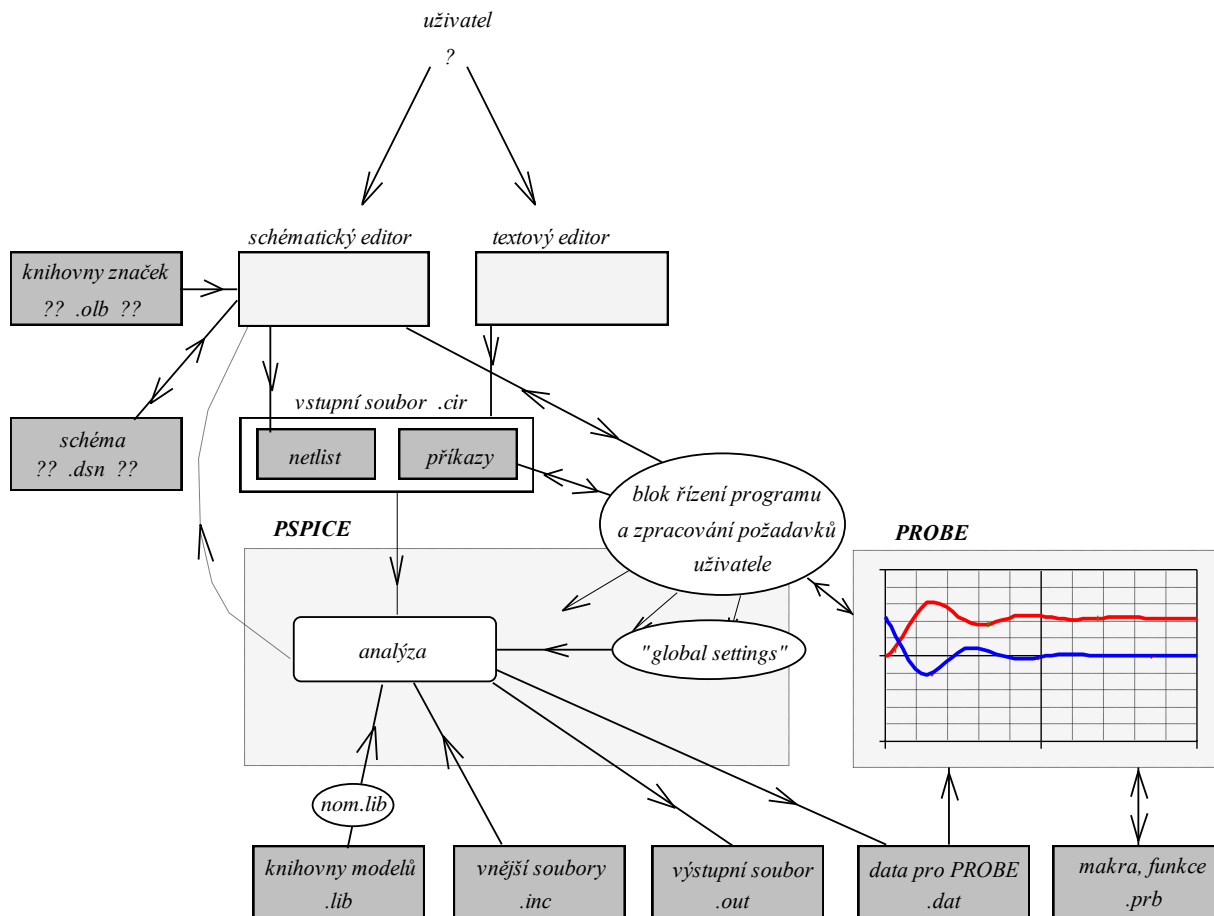 uživatel
?
schématický editor
textový editor
knihovny značek
?? .olb ??
vstupní soubor .cir
schéma
?? .dsn ??
netlist
příkazy
blok řízení programu
a zpracování požadavků
uživatele
PSPICE
PROBE
analýza
"global settings"
nom.lib
knihovny modelů
.lib
vnější soubory
.inc
výstupní soubor
.out
data pro PROBE
.dat
makra, funkce
.prb